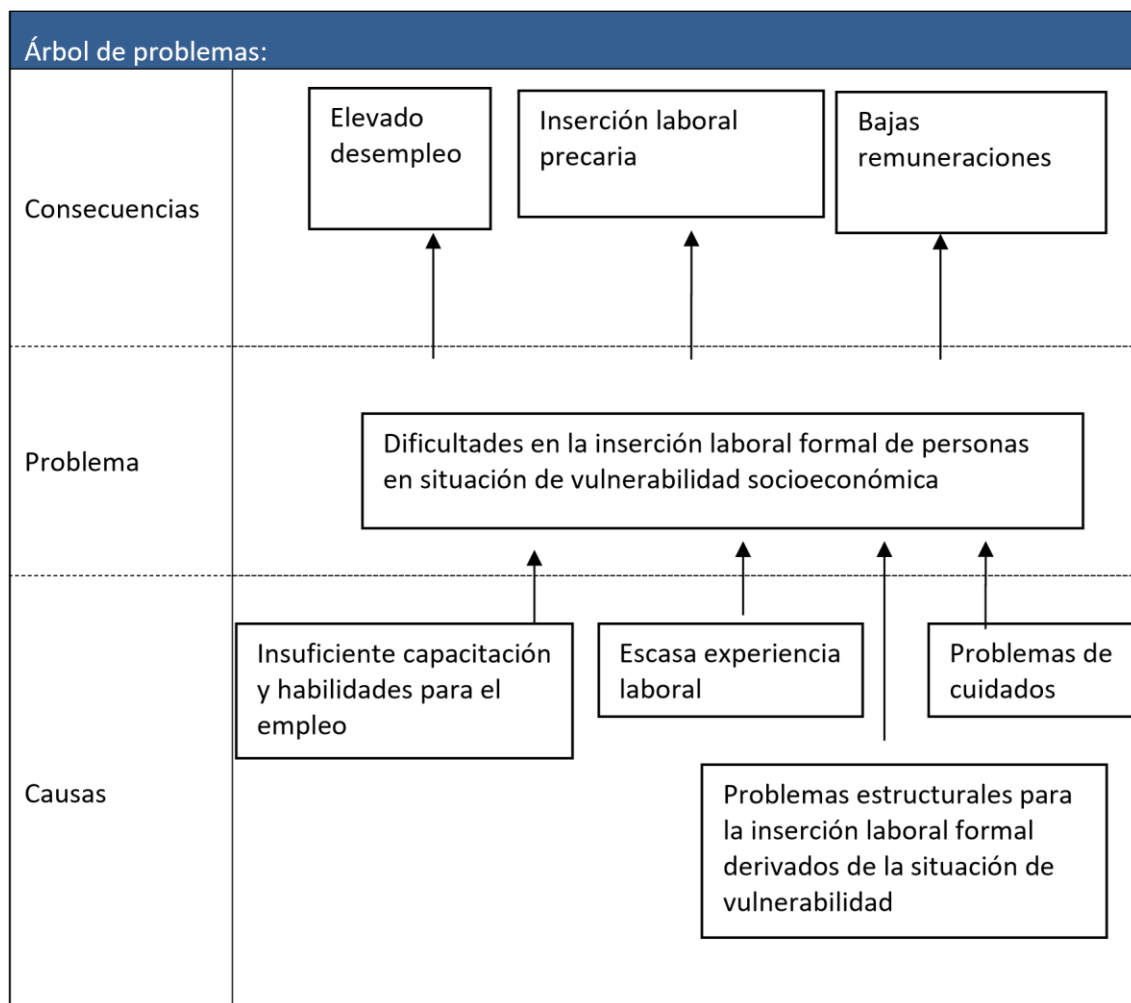 Árbol de problemas:
Consecuencias
Elevado
desempleo
Inserción laboral
precaria
Bajas
remuneraciones
Problema
Dificultades en la inserción laboral formal de personas
en situación de vulnerabilidad socioeconómica
Causas
Insuficiente capacitación
y habilidades para el
empleo
Escasa experiencia
laboral
Problemas de
cuidados
Problemas estructurales para
la inserción laboral formal
derivados de la situación de
vulnerabilidad